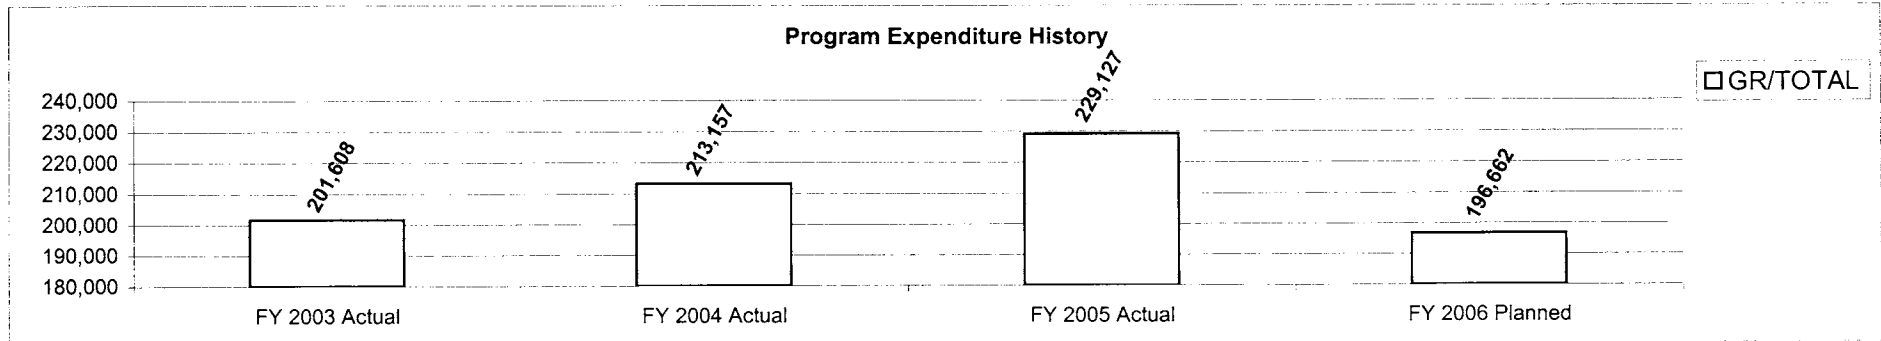 Program Expenditure History
GR/TOTAL
240,000
230,000
220,000
210,000
200,000
190,000
180,000
201,608
213,157
229,127
196,662
FY 2003 Actual
FY 2004 Actual
FY 2005 Actual
FY 2006 Planned